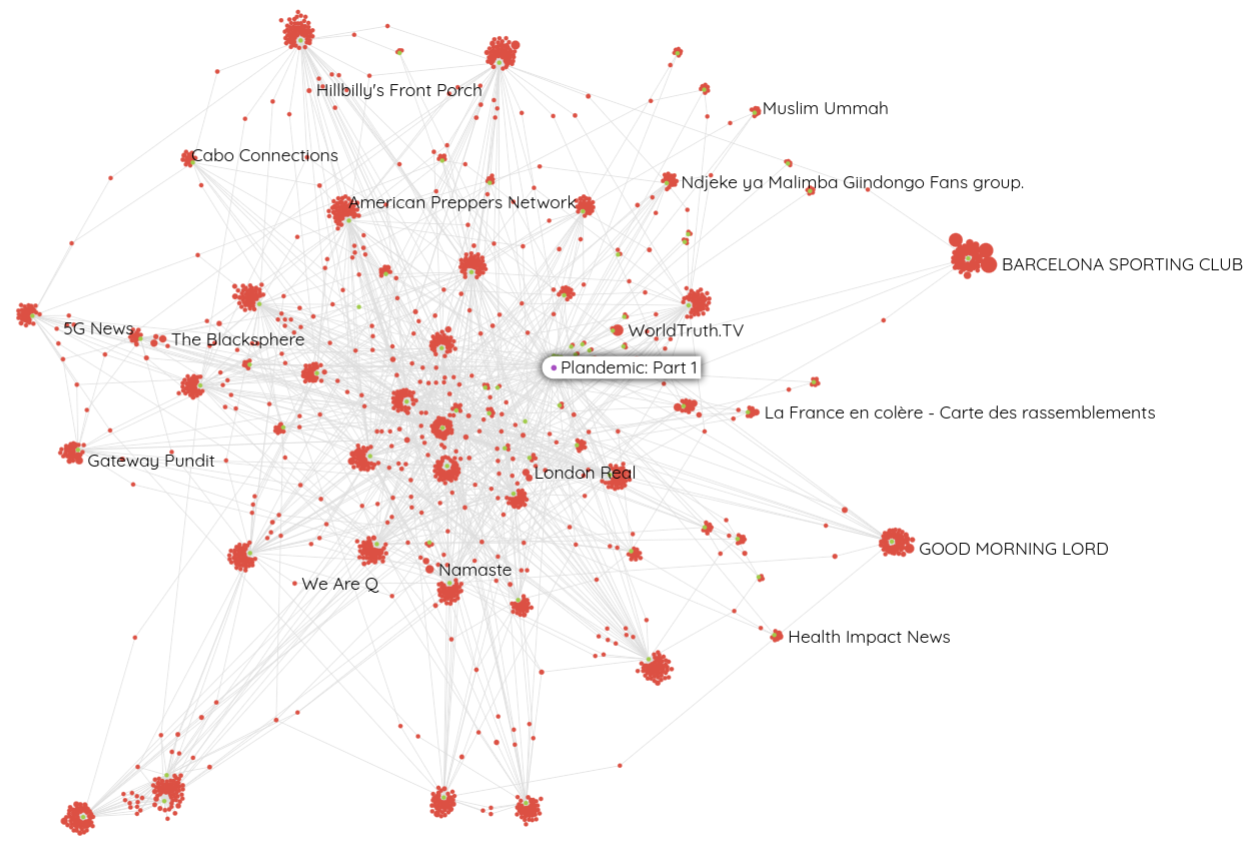 Hillbilly's Front Porch
Muslim Ummah
Cabo Connections
Ndjeke ya Malimba Giindongo Fans group.
American Preppers Network
BARCELONA SPORTING CLUB
5G News
WorldTruth.TV
The Blacksphere
Plandemic: Part 1
La France en colère - Carte des rassemblements
Gateway Pundit
London Real
GOOD MORNING LORD
Namaste
We Are Q
Health Impact News